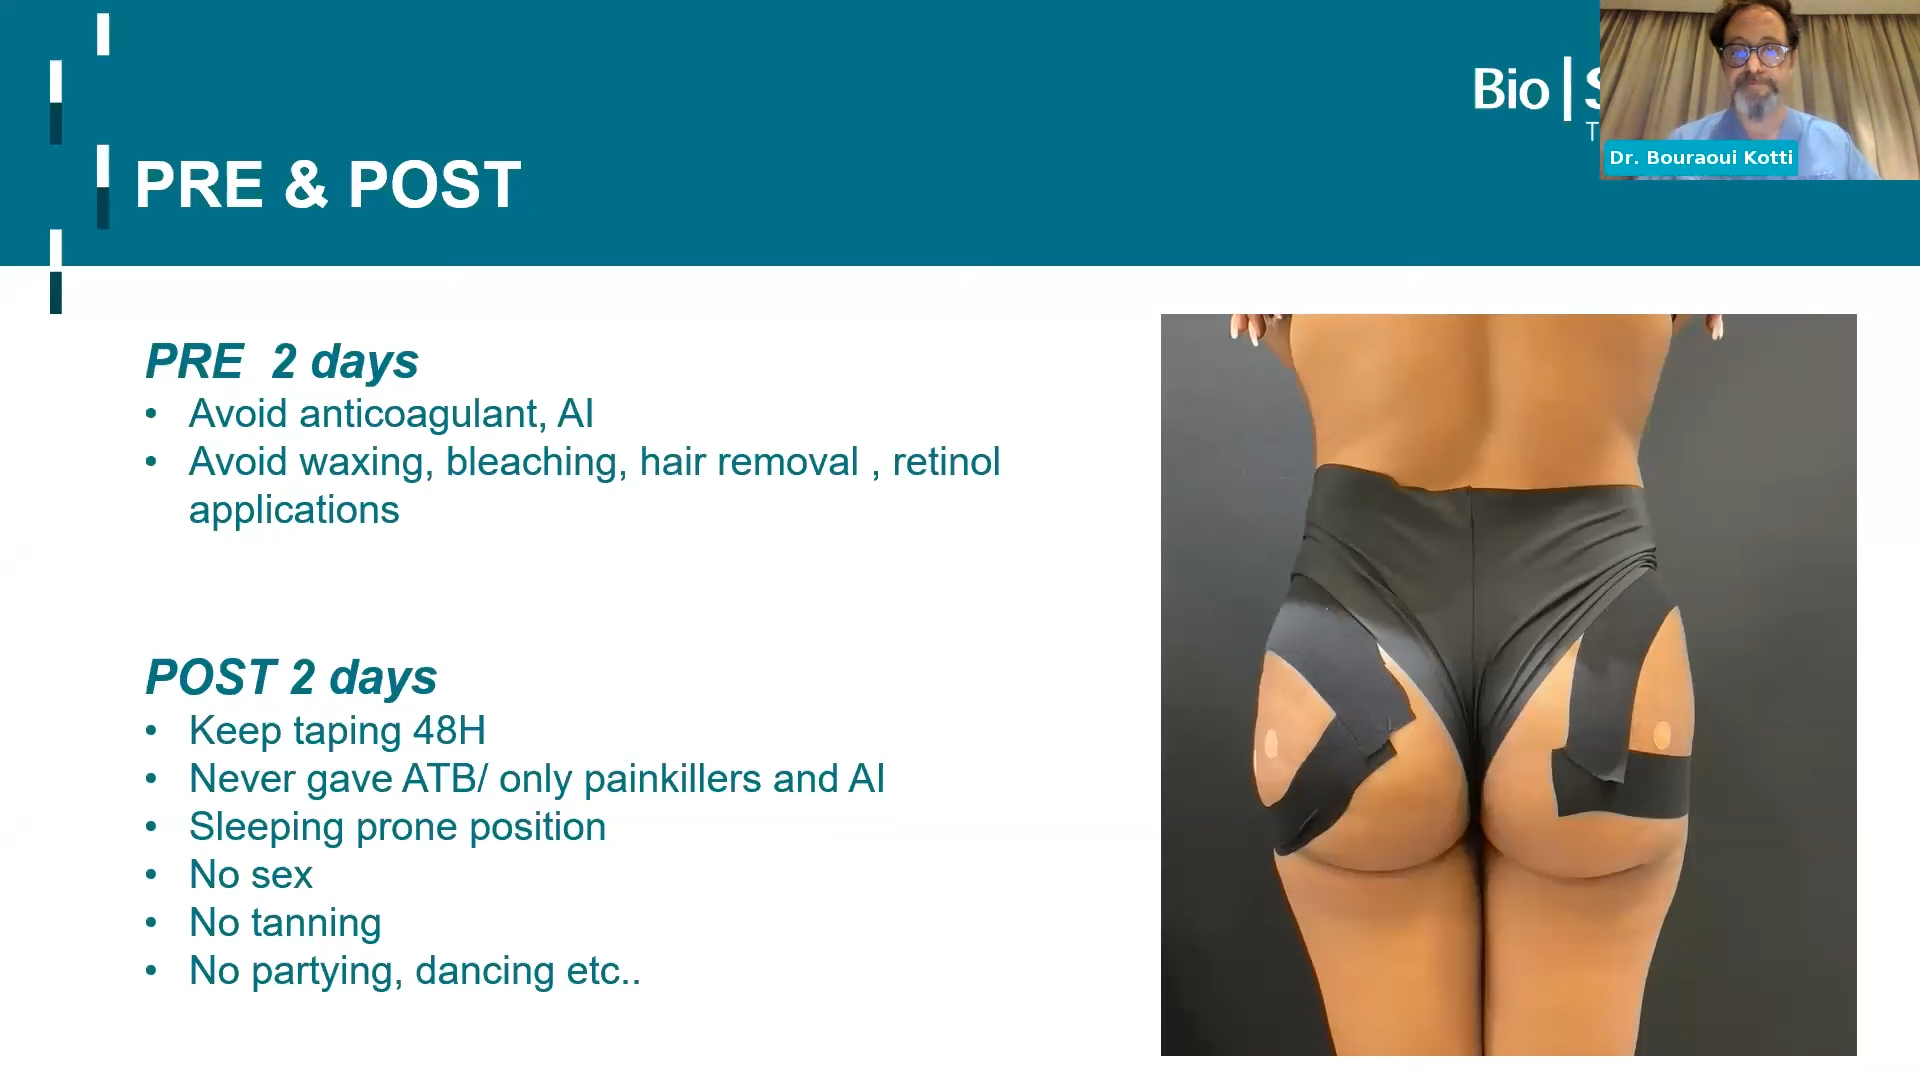 Bio
Dr. Bouraoui Kotti
PRE & POST
PRE 2 days
• Avoid anticoagulant, AI
• Avoid waxing, bleaching, hair removal , retinol
applications
POST 2 days
• Keep taping 48H
• Never gave ATB/ only painkillers and AI
• Sleeping prone position
• No sex
• No tanning
• No partying, dancing etc..